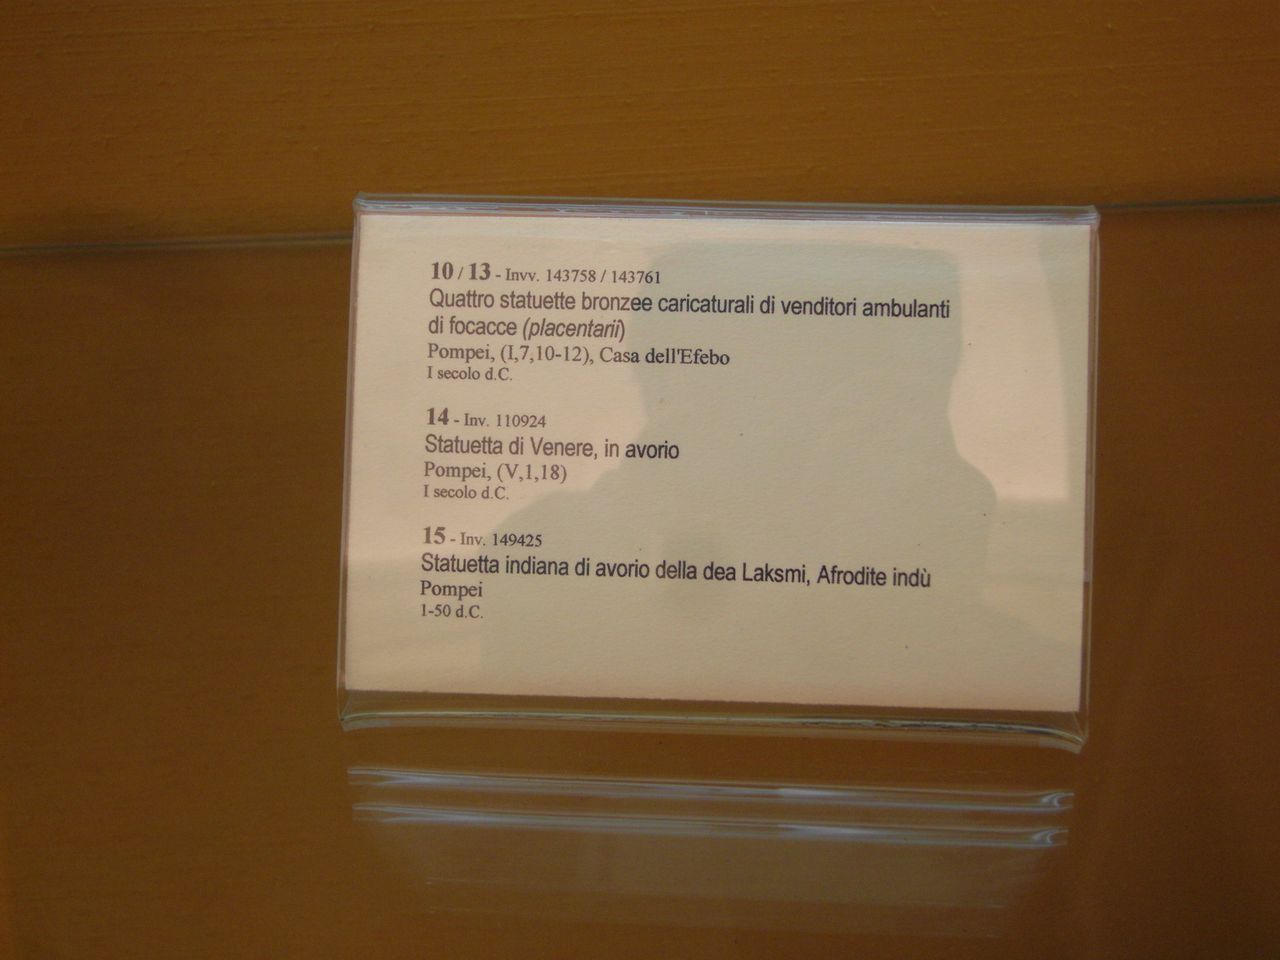 10 / 13 - Invv. 143758 / 143761
Quattro statuette bronzee caricaturali di venditori ambulanti
di focacce (placentarii)
Pompei, (I,7,10-12), Casa dell'Efebo
I secolo d.C.
14 - Inv. 110924
Statuetta di Venere, in avorio
Pompei, (V,1,18)
I secolo d.C.
15 - Inv. 149425
Statuetta indiana di avorio della dea Laksmi, Afrodite indù
Pompei
1-50 d.C.